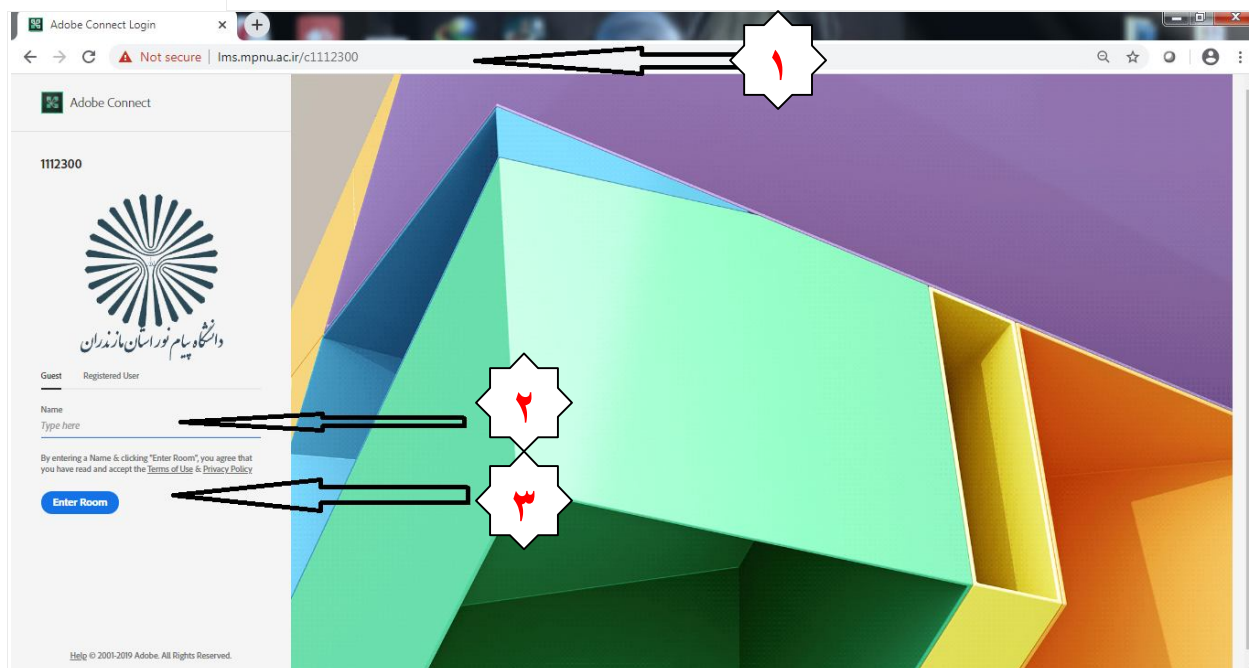 Adobe Connect Login
Not secure | lms.mpnu.ac.ir/c1112300
۱
Adobe Connect
1112300
دانشگاه پیام نور استان مازندران
Guest Registered User
Name
Type here
۲
By entering a Name & clicking "Enter Room", you agree that
you have read and accept the Terms of Use & Privacy Policy
Enter Room
۳
Help © 2001-2019 Adobe. All Rights Reserved.